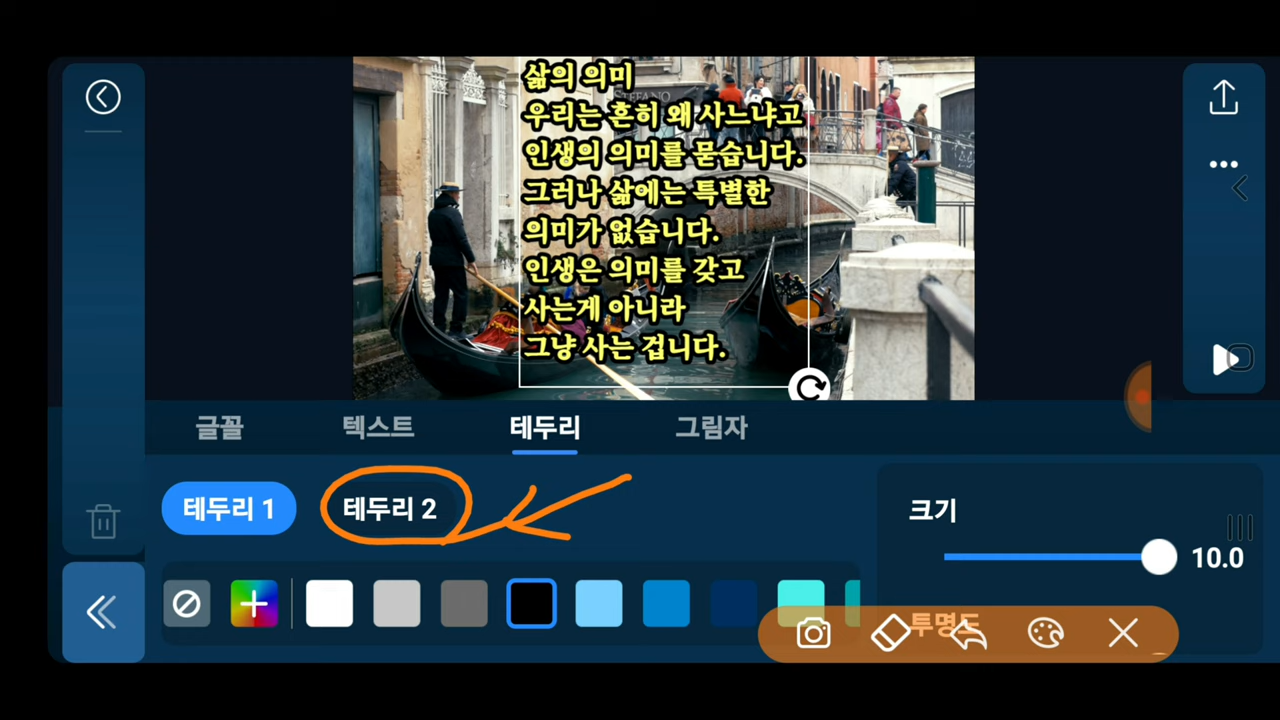 삶의 의미
STEFANO
우리는 흔히 왜 사느냐고
인생의 의미를 묻습니다.
그러나 삶에는 특별한
의미가 없습니다.
인생은 의미를 갖고
사는게 아니라
그냥 사는 겁니다.
글꼴 텍스트 테두리 그림자
테두리 1 테두리 2
크기
10.0
투명도